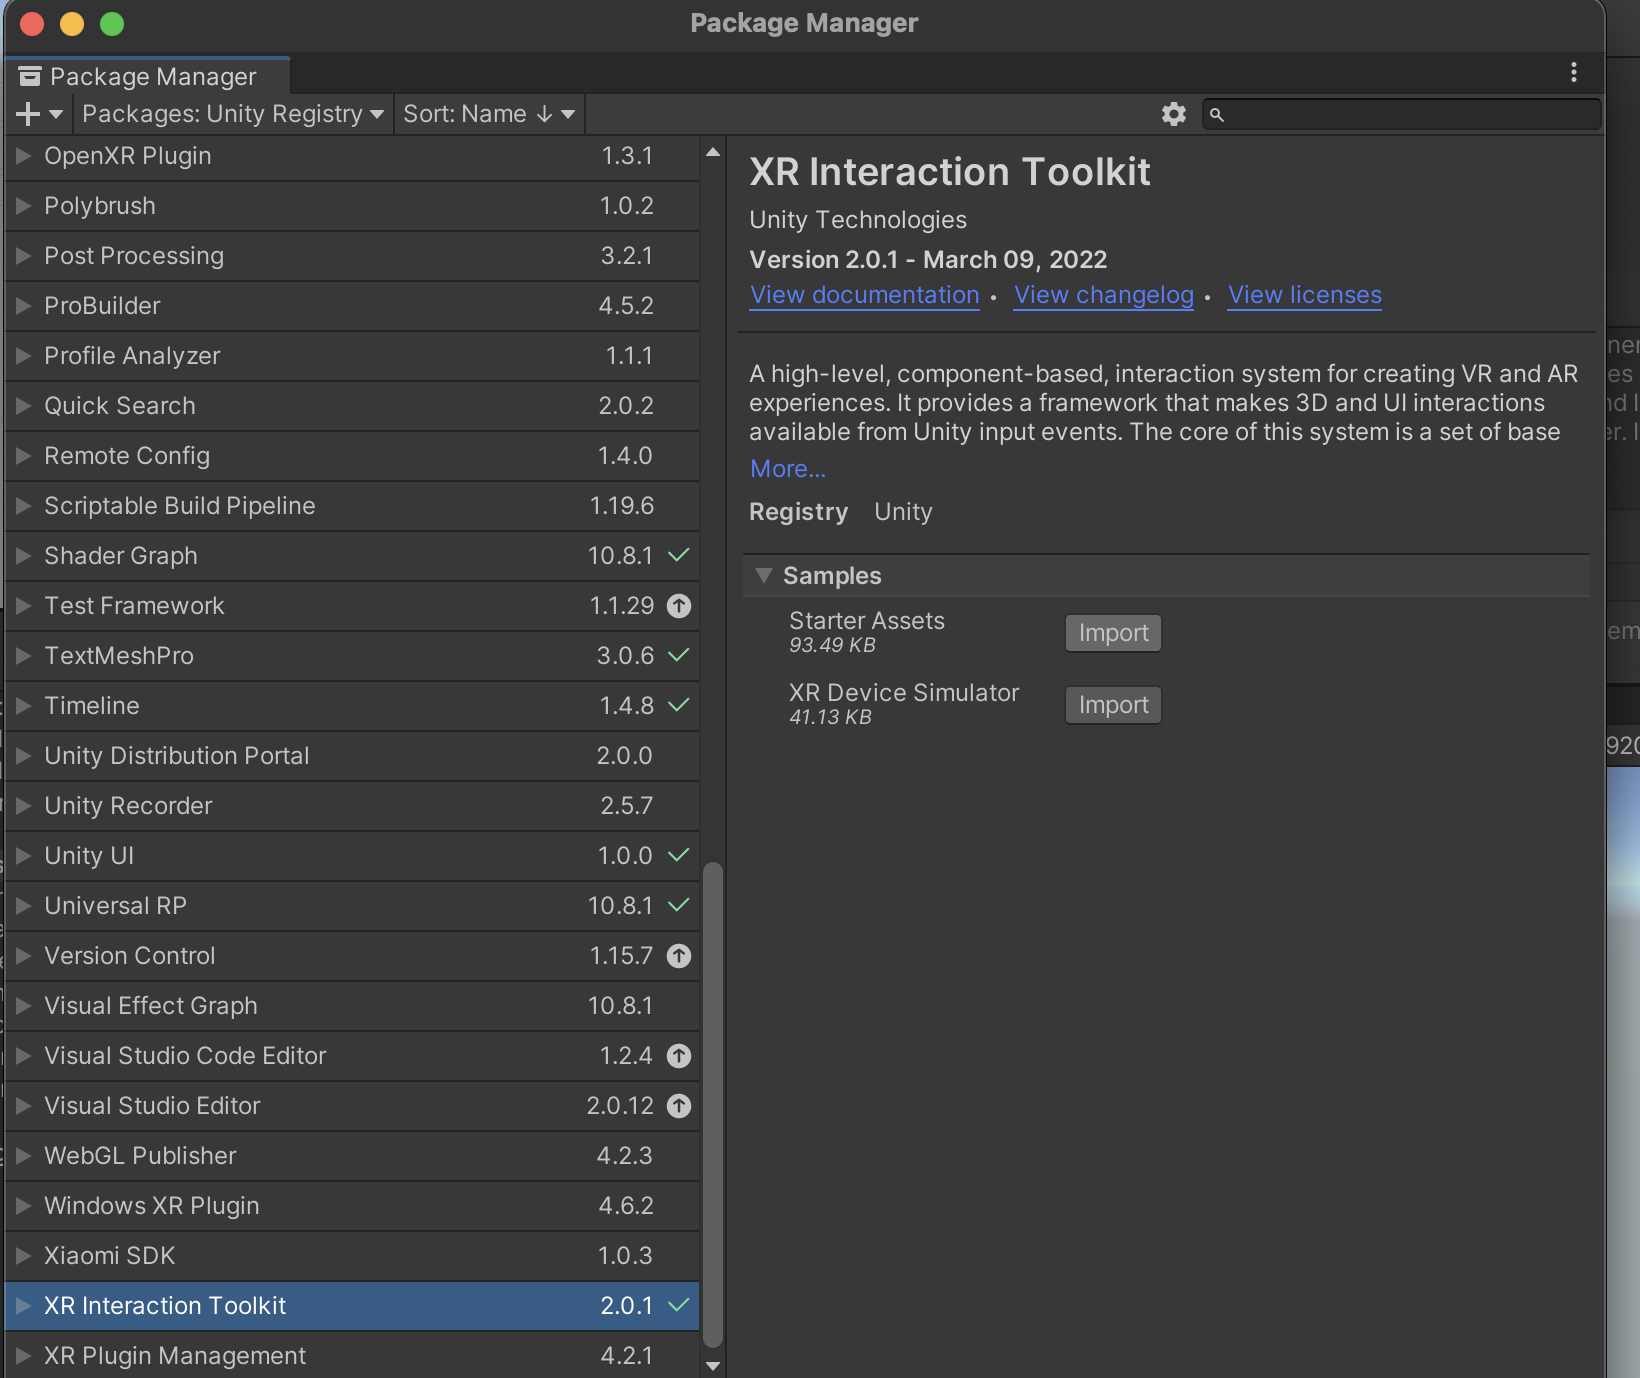 Package Manager
Package Manager
Packages: Unity Registry
Sort: Name ↓
OpenXR Plugin 1.3.1
Polybrush 1.0.2
Post Processing 3.2.1
ProBuilder 4.5.2
Profile Analyzer 1.1.1
Quick Search 2.0.2
Remote Config 1.4.0
Scriptable Build Pipeline 1.19.6
Shader Graph 10.8.1
Test Framework 1.1.29
TextMeshPro 3.0.6
Timeline 1.4.8
Unity Distribution Portal 2.0.0
Unity Recorder 2.5.7
Unity UI 1.0.0
Universal RP 10.8.1
Version Control 1.15.7
Visual Effect Graph 10.8.1
Visual Studio Code Editor 1.2.4
Visual Studio Editor 2.0.12
WebGL Publisher 4.2.3
Windows XR Plugin 4.6.2
Xiaomi SDK 1.0.3
XR Interaction Toolkit 2.0.1
XR Plugin Management 4.2.1
XR Interaction Toolkit
Unity Technologies
Version 2.0.1 - March 09, 2022
View documentation • View changelog • View licenses
A high-level, component-based, interaction system for creating VR and AR
experiences. It provides a framework that makes 3D and UI interactions
available from Unity input events. The core of this system is a set of base
More...
Registry Unity
Samples
Starter Assets
93.49 KB
Import
XR Device Simulator
41.13 KB
Import